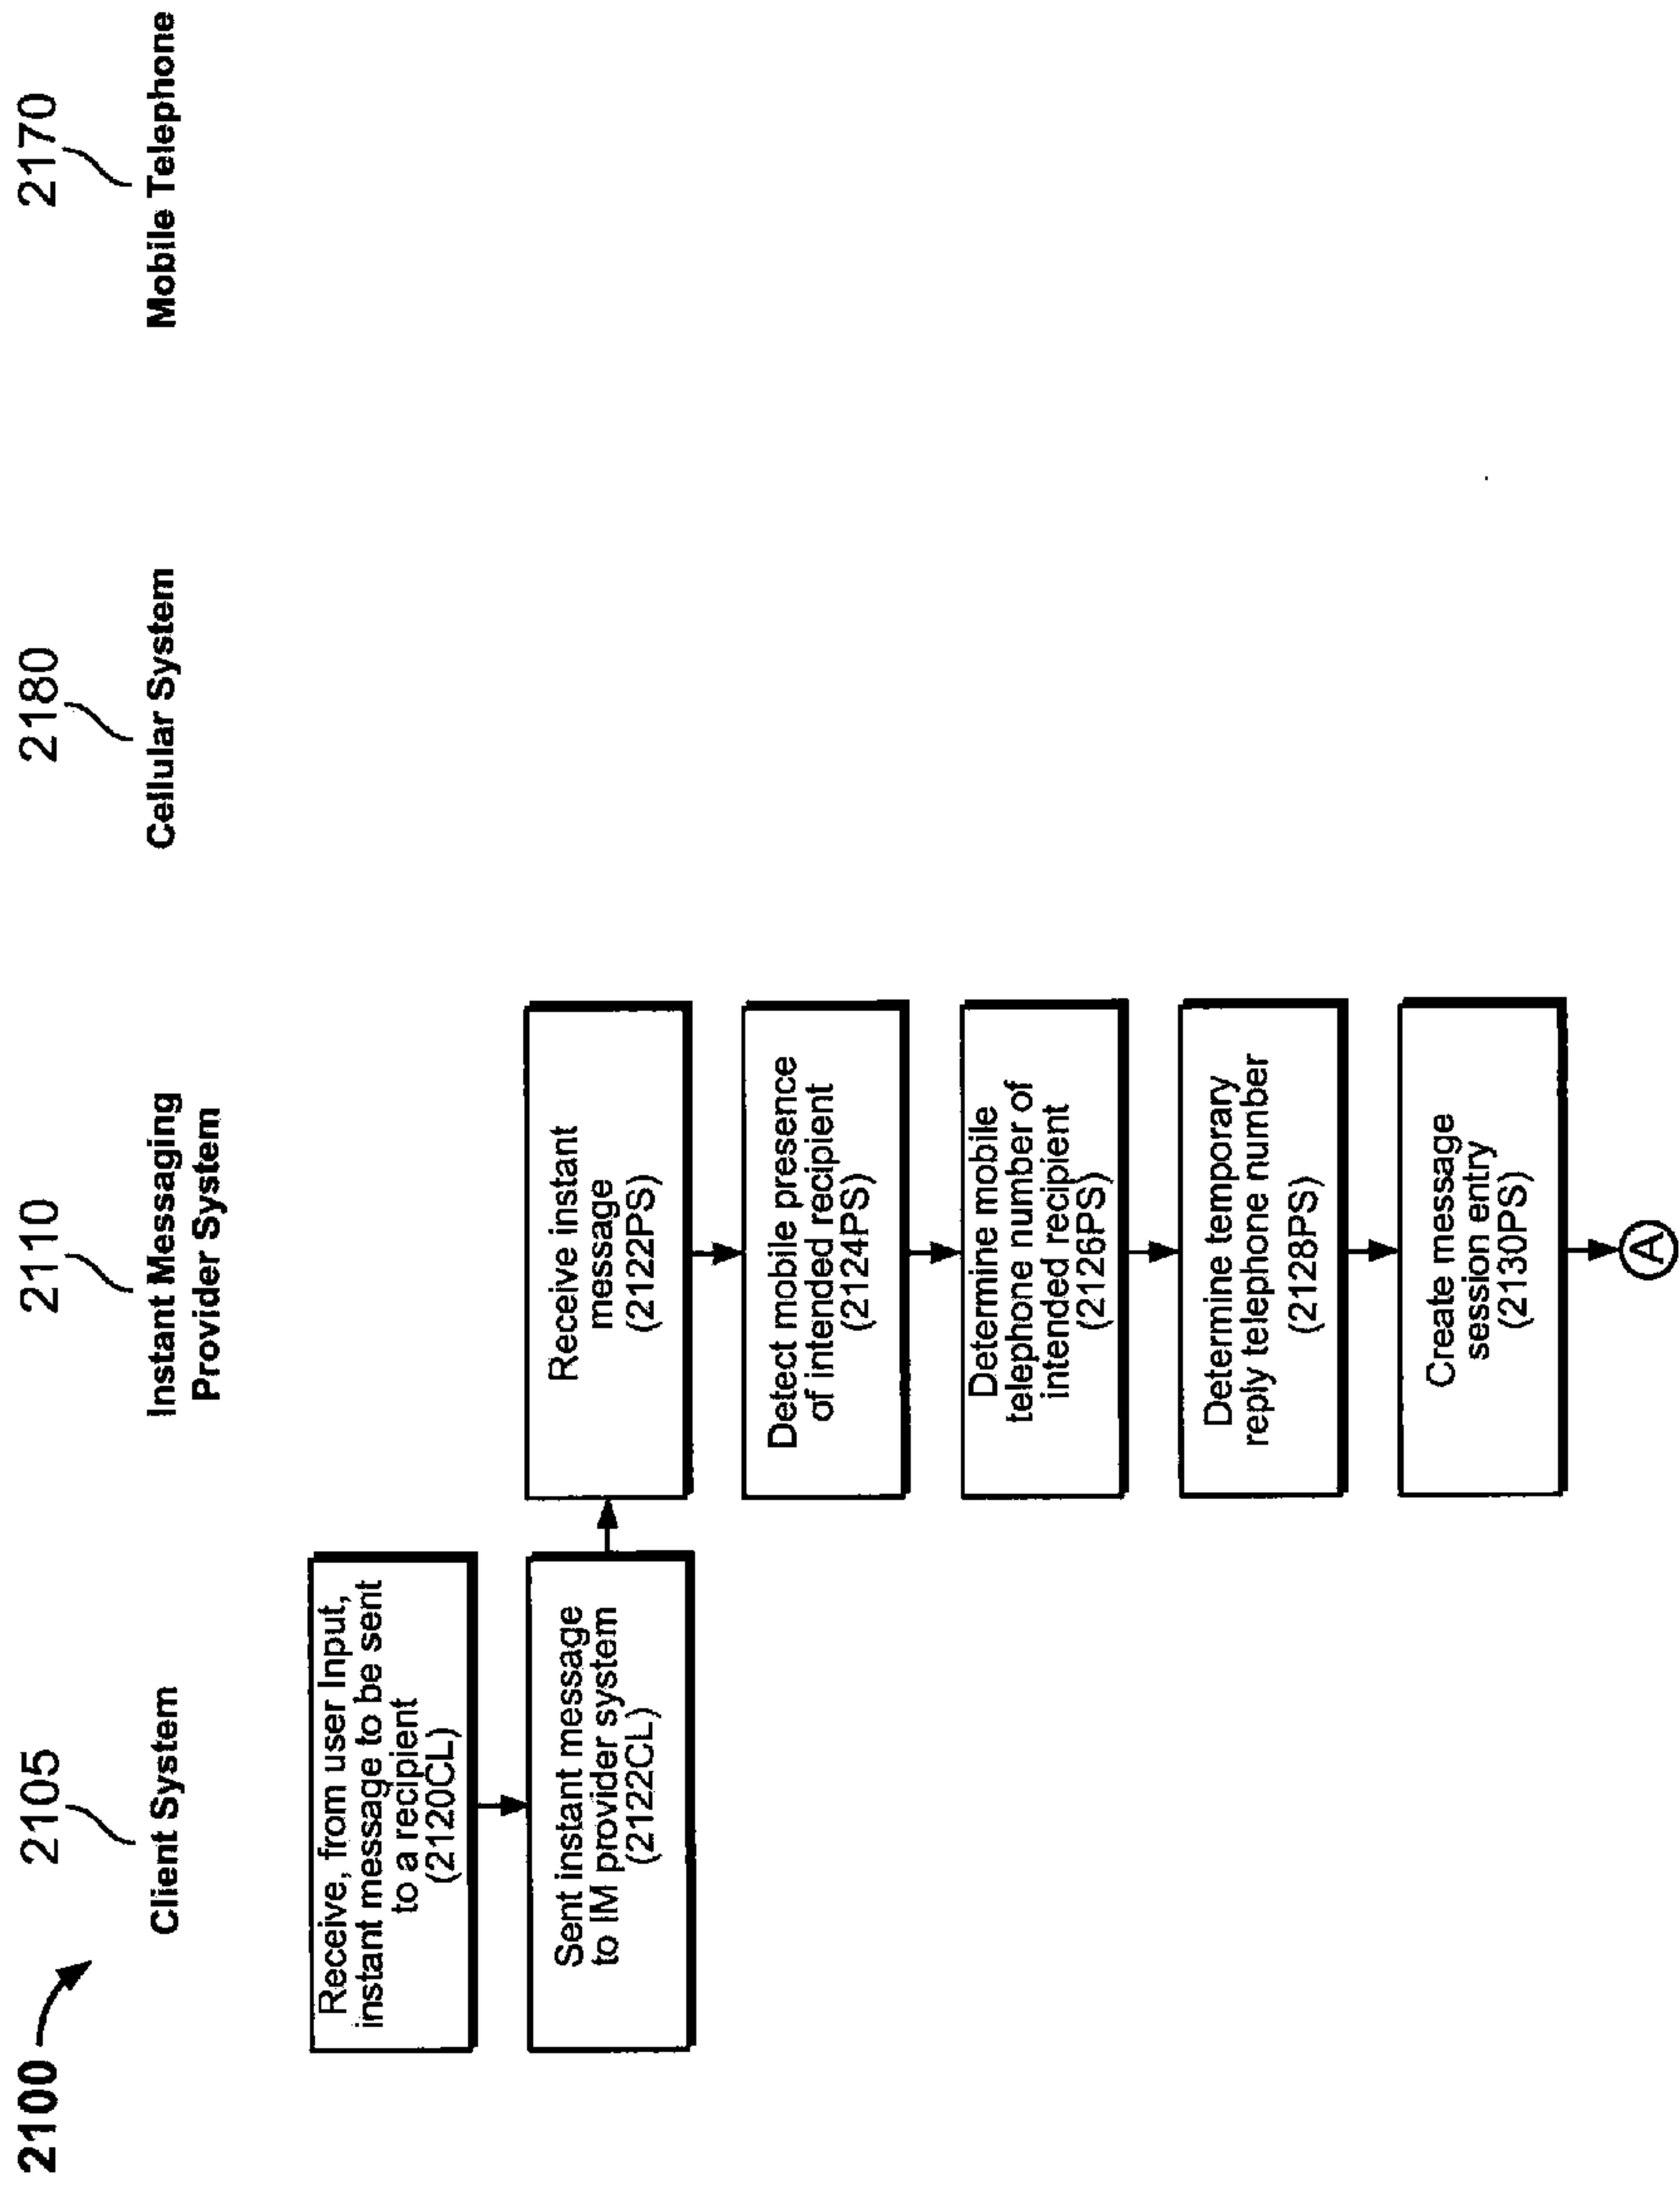 2100
2105
2110
2180
2170
Client System
Instant Messaging
Provider System
Cellular System
Mobile Telephone
Receive, from user Input,
instant message to be sent
to a recipient
(2120CL)
Sent instant message
to IM provider system
(2122CL)
Receive instant
message
(2122PS)
Detect mobile presence
of intended recipient
(2124PS)
Determine mobile
telephone number of
intended recipient
(2126PS)
Determine temporary
reply telephone number
(2128PS)
Create message
session entry
(2130PS)
A